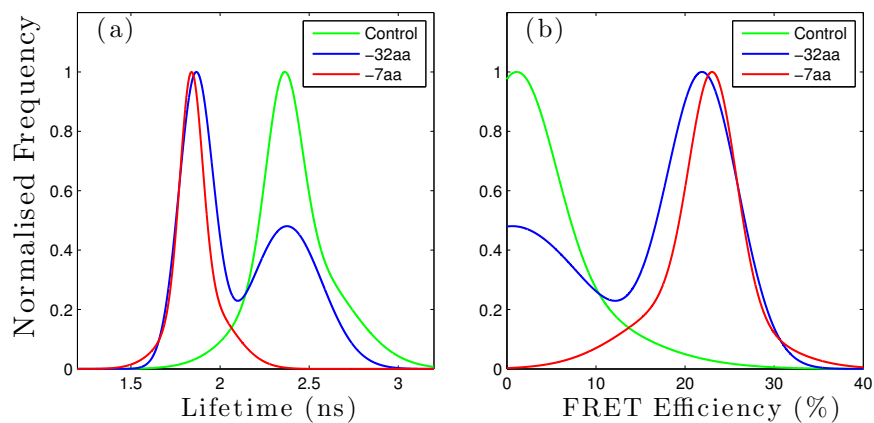 (a)
Control
−32aa
−7aa
Normalised Frequency
1
0.8
0.6
0.4
0.2
0
1.5 2 2.5 3
Lifetime (ns)
(b)
Control
−32aa
−7aa
1
0.8
0.6
0.4
0.2
0
0 10 20 30 40
FRET Efficiency (%)